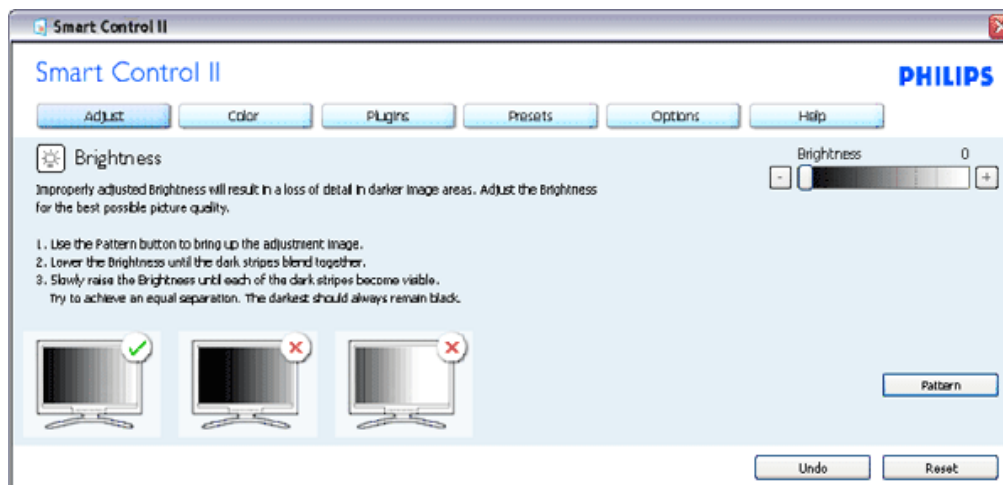 Smart Control II
Smart Control II
PHILIPS
Adjust Color Plugins Presets Options Help
Brightness
Brightness 0
Improperly adjusted Brightness will result in a loss of detail in darker image areas. Adjust the Brightness
for the best possible picture quality.
- +
1. Use the Pattern button to bring up the adjustment image.
2. Lower the Brightness until the dark stripes blend together.
3. Slowly raise the Brightness until each of the dark stripes become visible.
Try to achieve an equal separation. The darkest should always remain black.
Pattern
Undo Reset